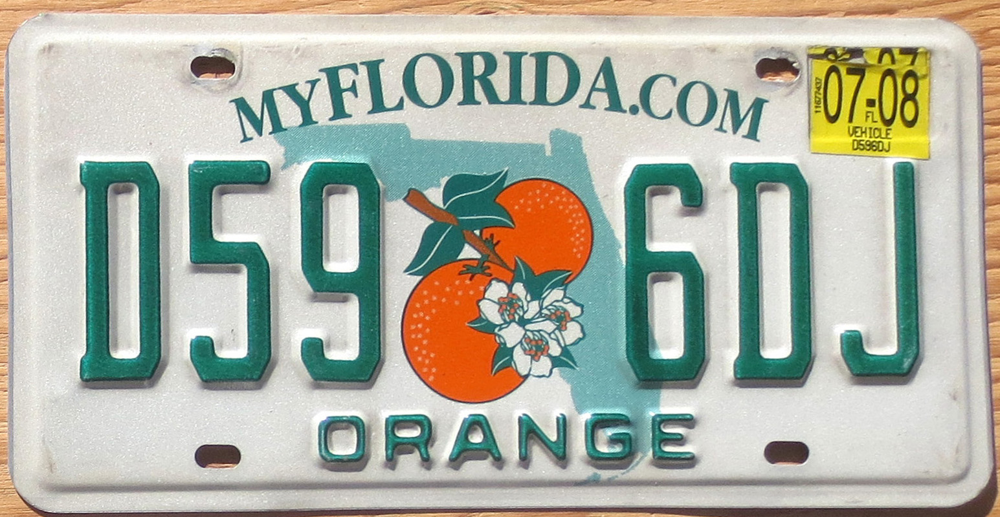 MYFLORIDA.COM
07-08
FL
VEHICLE
D596DJ
D59 6DJ
ORANGE